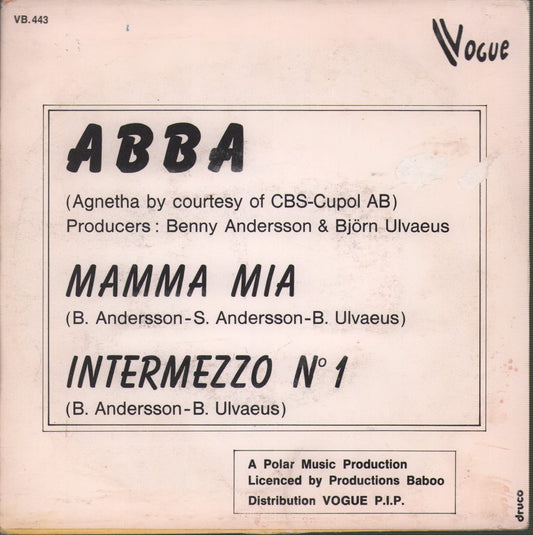 VB.443
VOGUE
ABBA
(Agnetha by courtesy of CBS-Cupol AB)
Producers: Benny Andersson & Björn Ulvaeus
MAMMA MIA
(B. Andersson-S. Andersson-B. Ulvaeus)
INTERMEZZO Nº 1
(B. Andersson-B. Ulvaeus)
A Polar Music Production
Licenced by Productions Baboo
Distribution VOGUE P.I.P.
druco